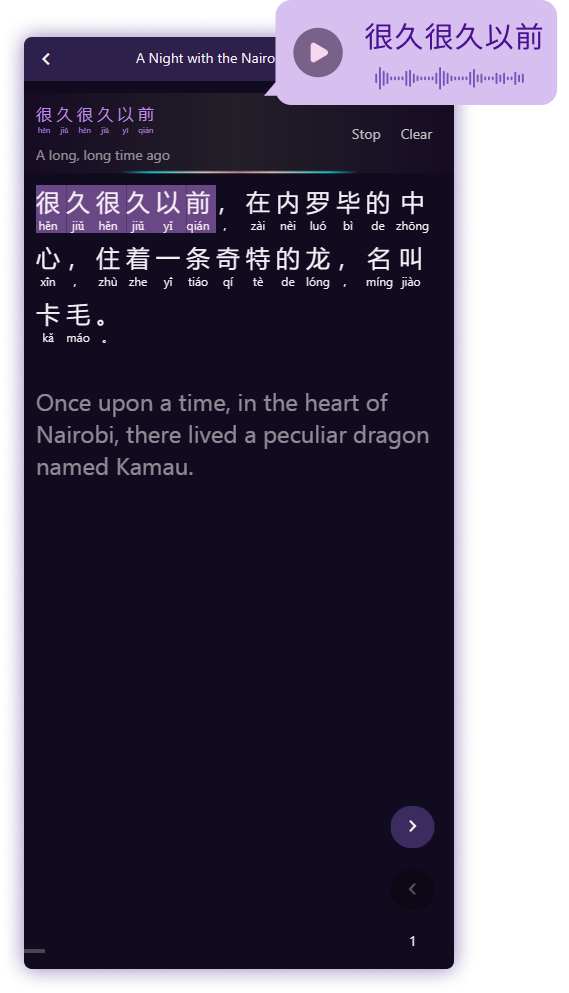 很久很久以前
A Night with the Nairo
很久很久以前
hěn jiǔ hěn jiǔ yǐ qián
A long, long time ago
Stop Clear
很久很久以前，在内罗毕的中
hěn jiǔ hěn jiǔ yǐ qián , zài nèi luó bì de zhōng
心，住着一条奇特的龙，名叫
xīn , zhù zhe yī tiáo qí tè de lóng , míng jiào
卡毛。
kǎ máo 。
Once upon a time, in the heart of
Nairobi, there lived a peculiar dragon
named Kamau.
1